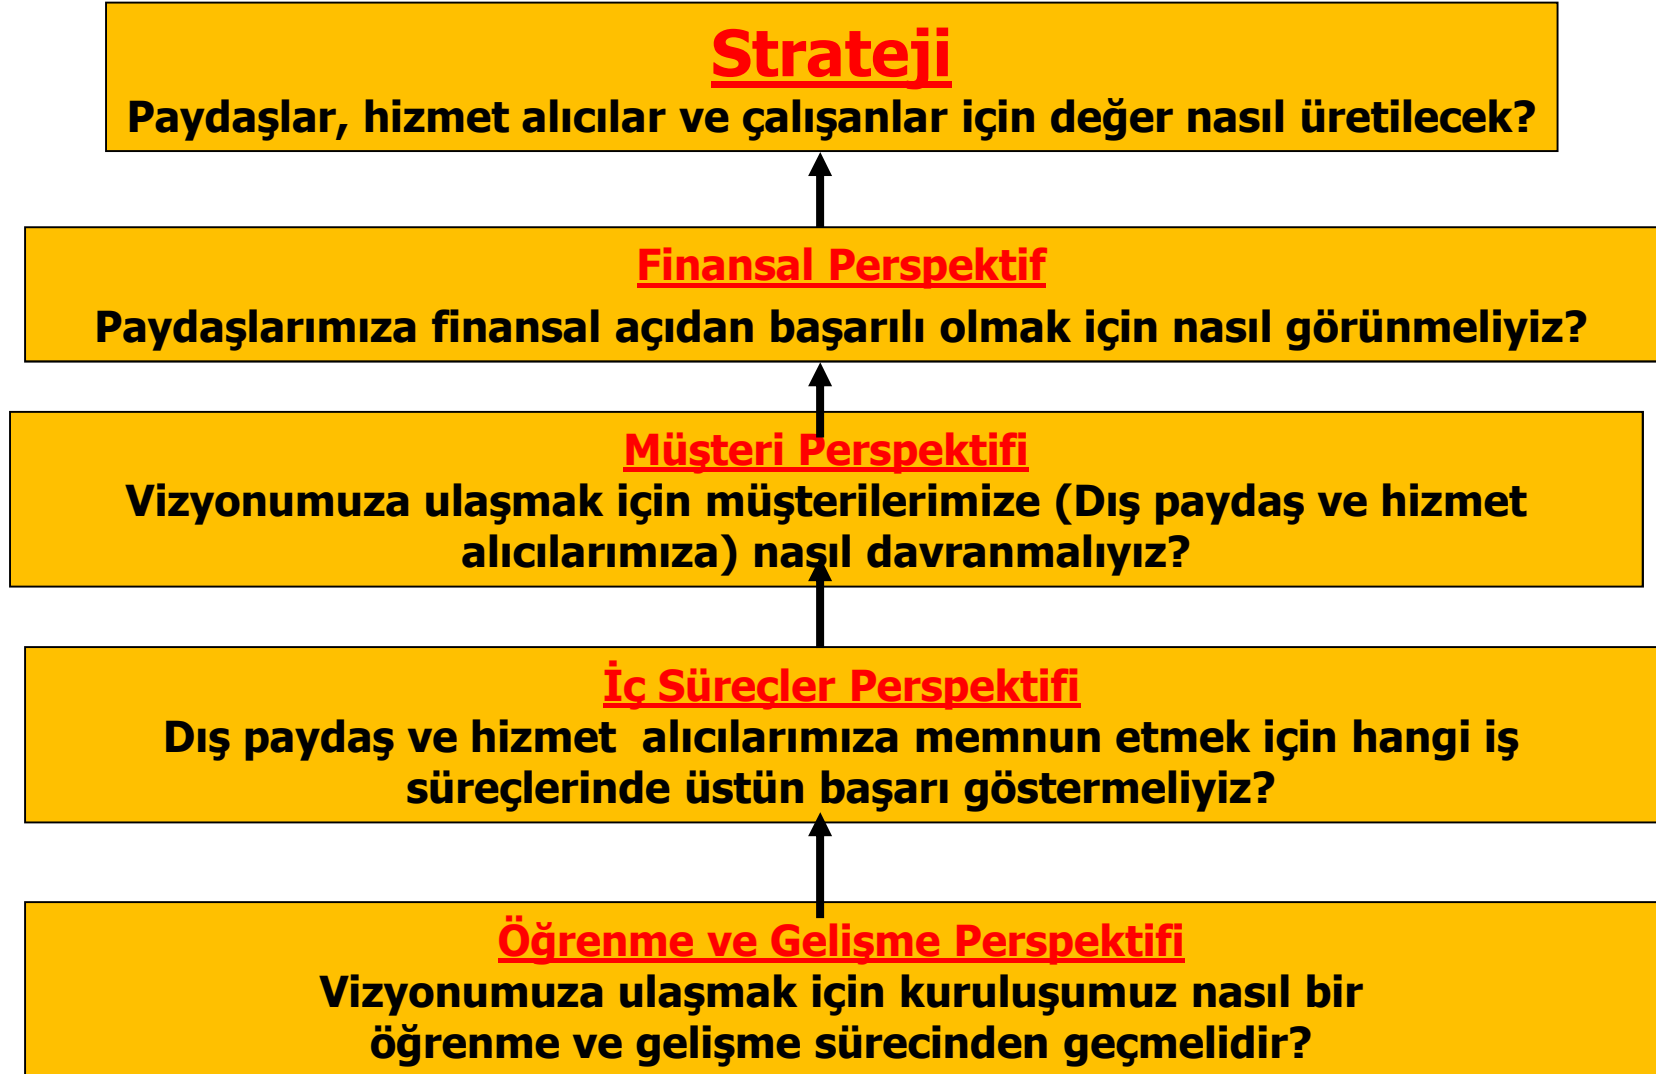 Strateji
Paydaşlar, hizmet alıcılar ve çalışanlar için değer nasıl üretilecek?
Finansal Perspektif
Paydaşlarımıza finansal açıdan başarılı olmak için nasıl görünmeliyiz?
Müşteri Perspektifi
Vizyonumuza ulaşmak için müşterilerimize (Dış paydaş ve hizmet
alıcılarımıza) nasıl davranmalıyız?
İç Süreçler Perspektifi
Dış paydaş ve hizmet  alıcılarımıza memnun etmek için hangi iş
süreçlerinde üstün başarı göstermeliyiz?
Öğrenme ve Gelişme Perspektifi
Vizyonumuza ulaşmak için kuruluşumuz nasıl bir
öğrenme ve gelişme sürecinden geçmelidir?